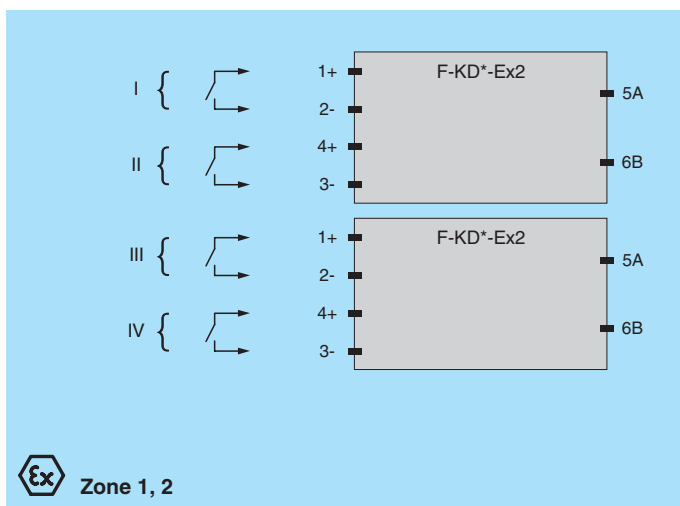 F-KD*-Ex2
I { 1+
2-
5A
II { 4+
3-
6B
F-KD*-Ex2
III { 1+
2-
5A
IV { 4+
3-
6B
Ex Zone 1, 2